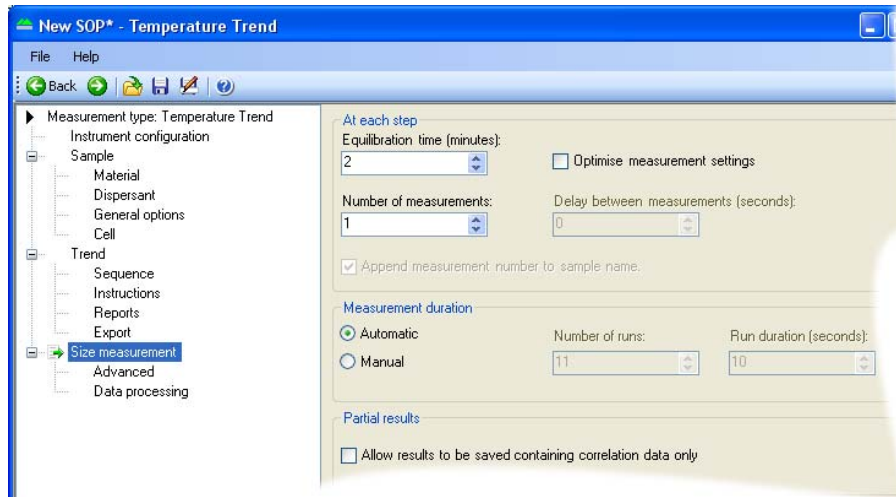 New SOP* - Temperature Trend
File Help
Back
Measurement type: Temperature Trend
Instrument configuration
Sample
Material
Dispersant
General options
Cell
Trend
Sequence
Instructions
Reports
Export
Size measurement
Advanced
Data processing
At each step
Equilibration time (minutes):
2
Optimise measurement settings
Number of measurements: Delay between measurements (seconds):
1 0
Append measurement number to sample name.
Measurement duration
Automatic Number of runs: Run duration (seconds):
Manual 11 10
Partial results
Allow results to be saved containing correlation data only